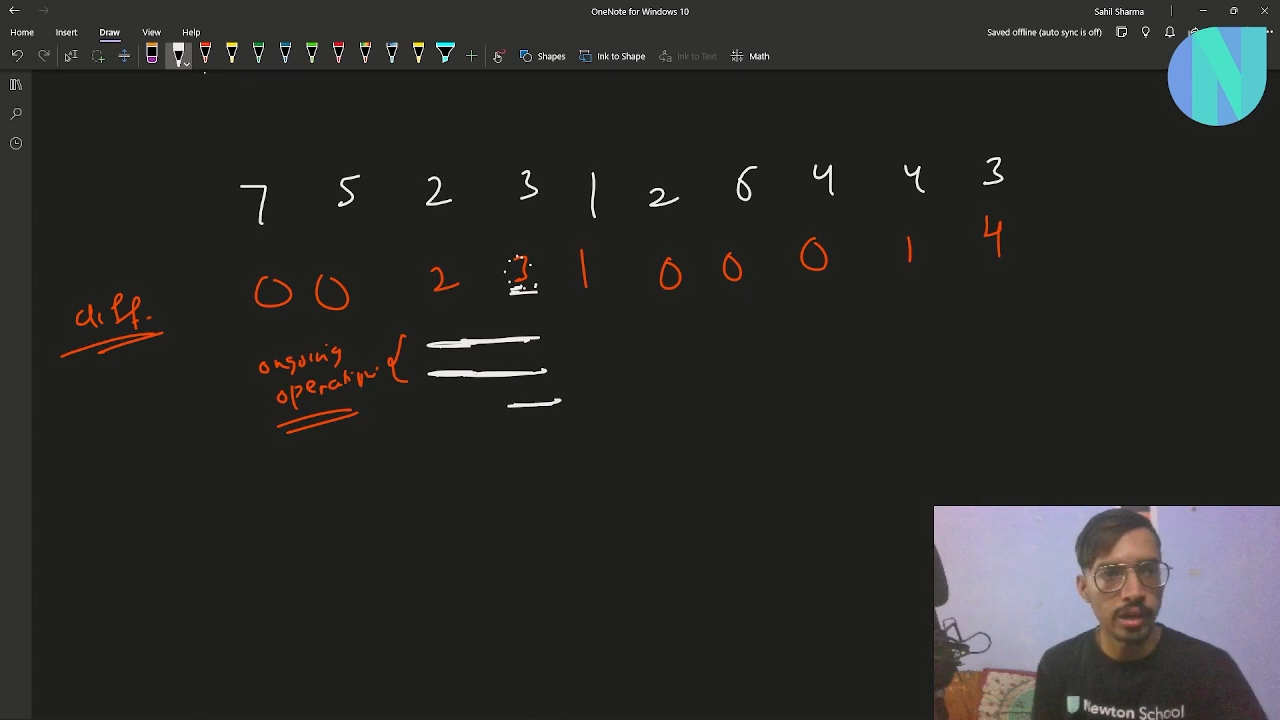 OneNote for Windows 10
Sahil Sharma
Home Insert Draw View Help
Saved offline (auto sync is off)
Shapes Ink to Shape Ink to Text Math
7 5 2 3 1 2 6 4 4 3
0 0 2 3 1 0 0 0 1 4
diff.
ongoing
operation
Newton School